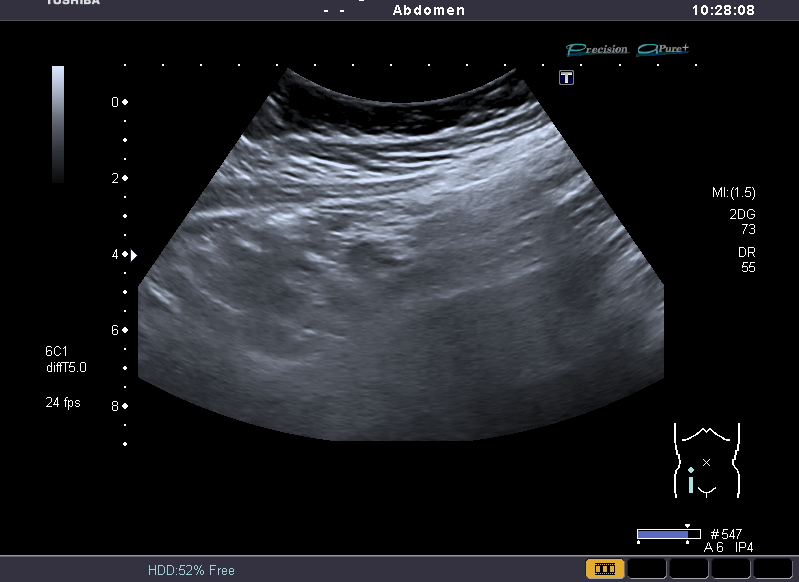 TOSHIBA
- - Abdomen
10:28:08
Precision APure+
T
0
2
4
6
8
MI:(1.5)
2DG
73
DR
55
6C1
diffT5.0
24 fps
#547
A 6 IP4
HDD:52% Free